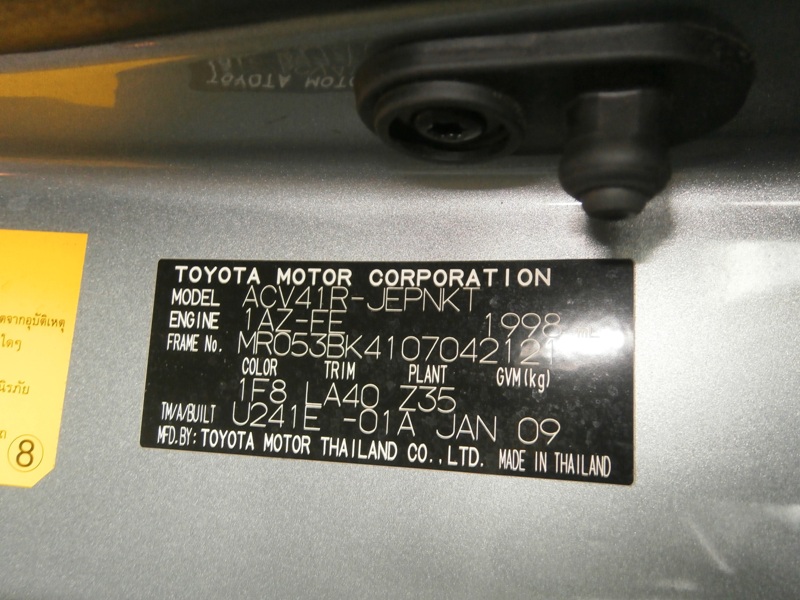 TOYOTA MOTOR CORPORATION
MODEL ACV41R-JEPNKT
ENGINE 1AZ-FE 1998
FRAME No.
COLOR TRIM PLANT GVM(kg)
1F8 LA40 Z35
TM/A/BUILT U241E -01A JAN 09
MFD.BY: TOYOTA MOTOR THAILAND CO.,LTD. MADE IN THAILAND
8